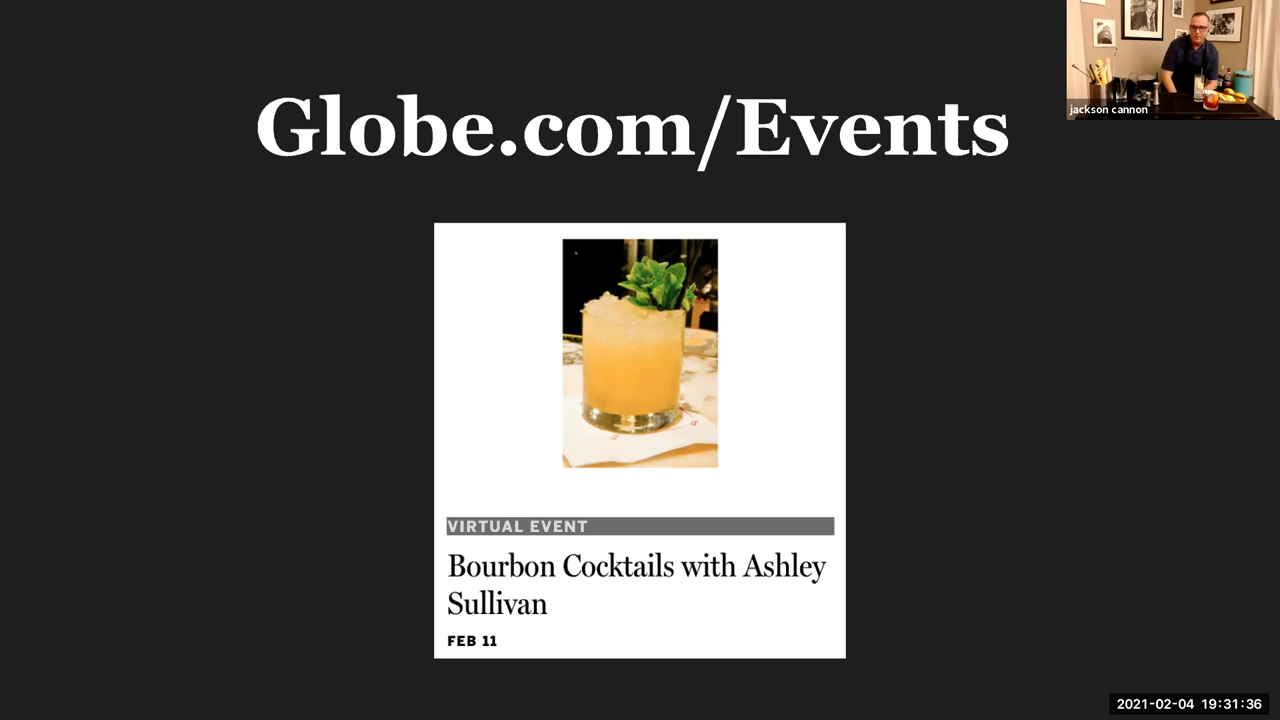 Globe.com/Events
jackson cannon
VIRTUAL EVENT
Bourbon Cocktails with Ashley
Sullivan
FEB 11
2021-02-04 19:31:36